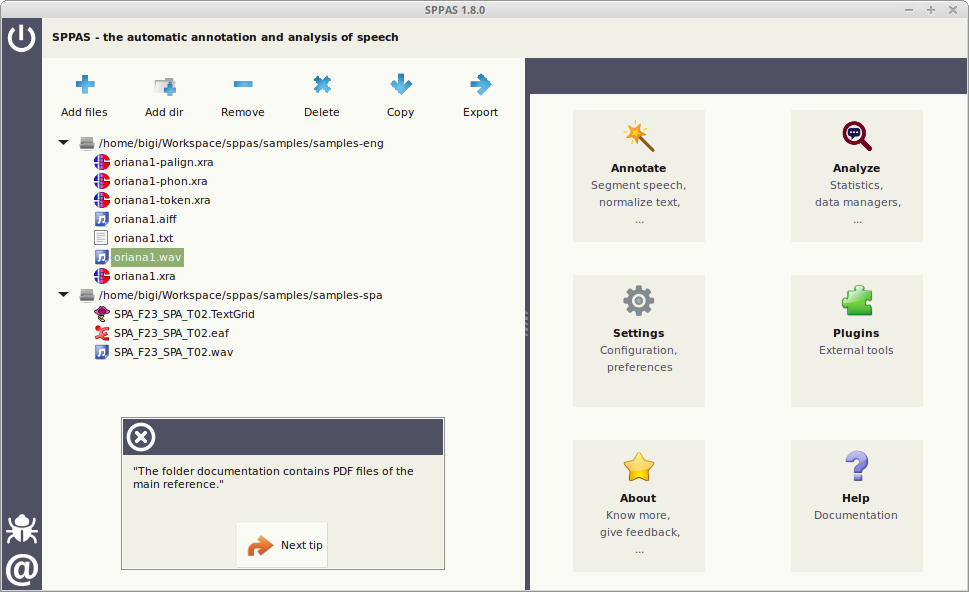 SPPAS 1.8.0
SPPAS - the automatic annotation and analysis of speech
Add files
Add dir
Remove
Delete
Copy
Export
/home/bigi/Workspace/sppas/samples/samples-eng
oriana1-palign.xra
oriana1-phon.xra
oriana1-token.xra
oriana1.aiff
oriana1.txt
oriana1.wav
oriana1.xra
/home/bigi/Workspace/sppas/samples/samples-spa
SPA_F23_SPA_T02.TextGrid
SPA_F23_SPA_T02.eaf
SPA_F23_SPA_T02.wav
"The folder documentation contains PDF files of the
main reference."
Next tip
@
Annotate
Segment speech,
normalize text,
...
Analyze
Statistics,
data managers,
...
Settings
Configuration,
preferences
Plugins
External tools
About
Know more,
give feedback,
...
Help
Documentation